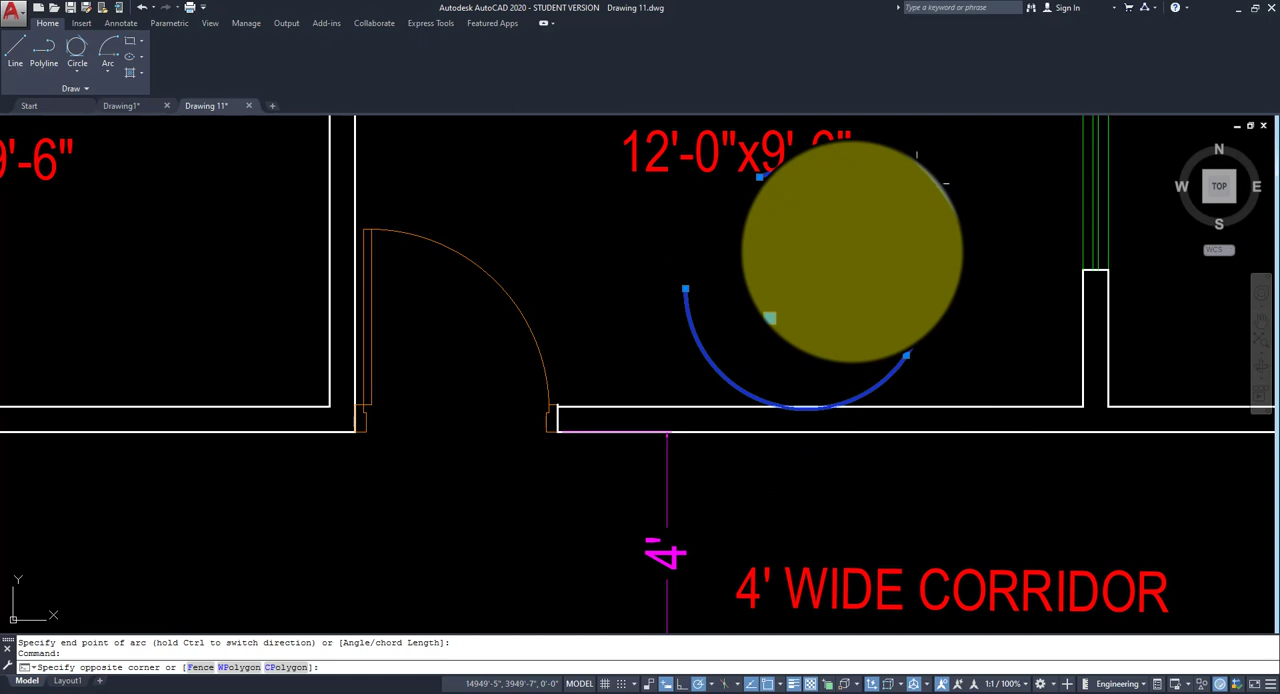 Autodesk AutoCAD 2020 - STUDENT VERSION Drawing 11.dwg
Type a keyword or phrase
Sign In
Home Insert Annotate Parametric View Manage Output Add-ins Collaborate Express Tools Featured Apps
Line Polyline Circle Arc
Draw
Start Drawing1* Drawing 11*
9'-6"
12'-0"x9'-6"
N
W TOP E
S
WCS
4'
4' WIDE CORRIDOR
Y
X
Specify end point of arc (hold Ctrl to switch direction) or [Angle/chord Length]:
Command:
Specify opposite corner or [Fence WPolygon CPolygon]:
Model Layout1
14949'-5", 3949'-7", 0'-0" MODEL 1:1 / 100% Engineering